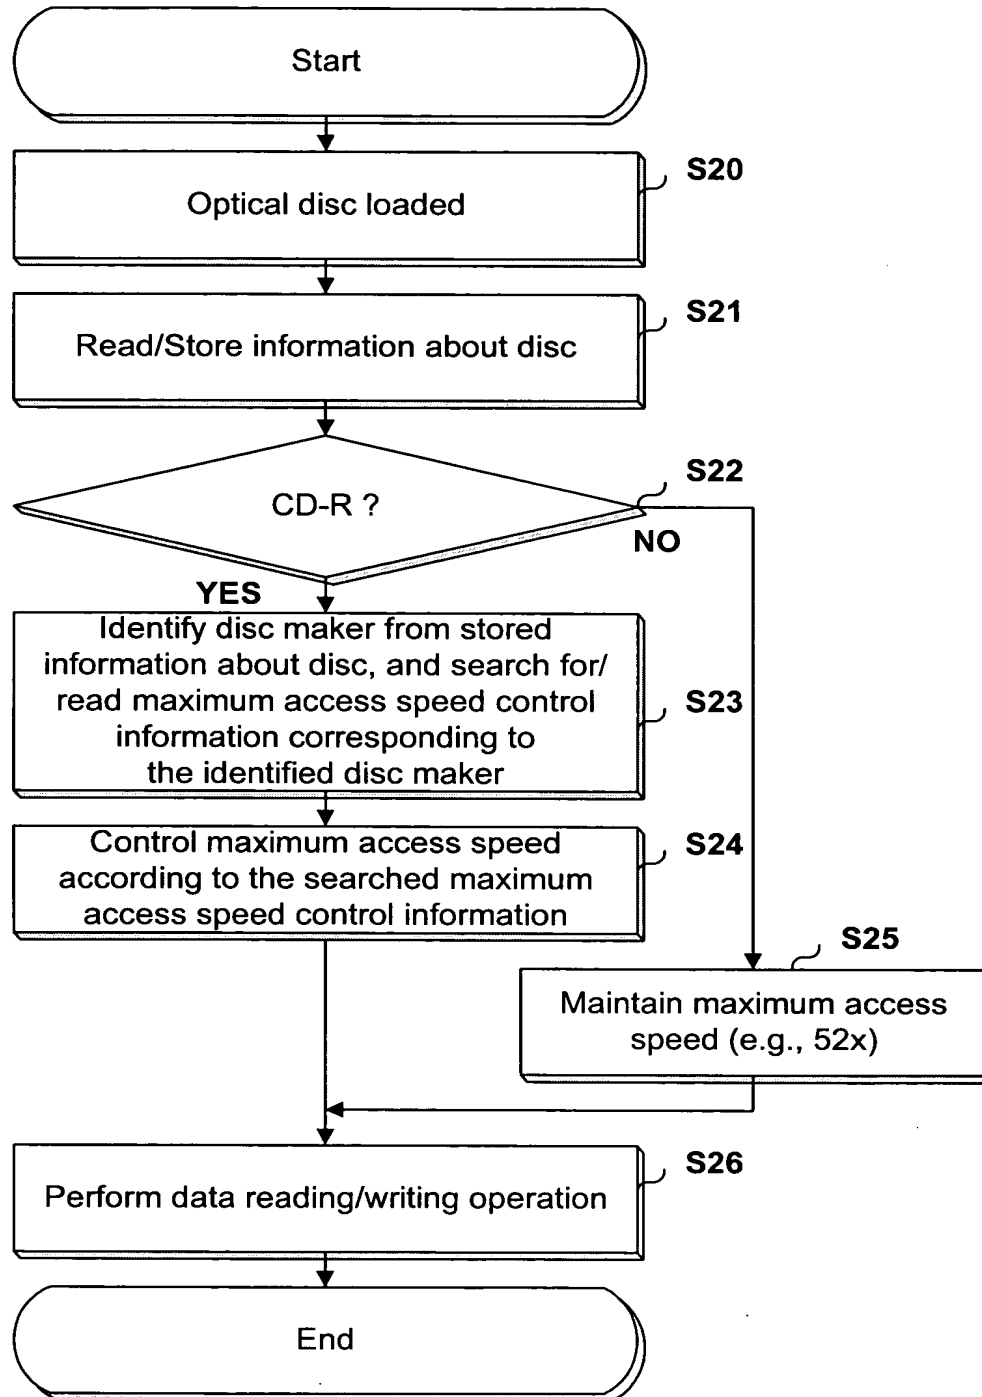 Start
S20
Optical disc loaded
S21
Read/Store information about disc
S22
CD-R ?
NO
YES
Identify disc maker from stored
information about disc, and search for/
read maximum access speed control
information corresponding to
the identified disc maker
S23
Control maximum access speed
according to the searched maximum
access speed control information
S24
S25
Maintain maximum access
speed (e.g., 52x)
S26
Perform data reading/writing operation
End